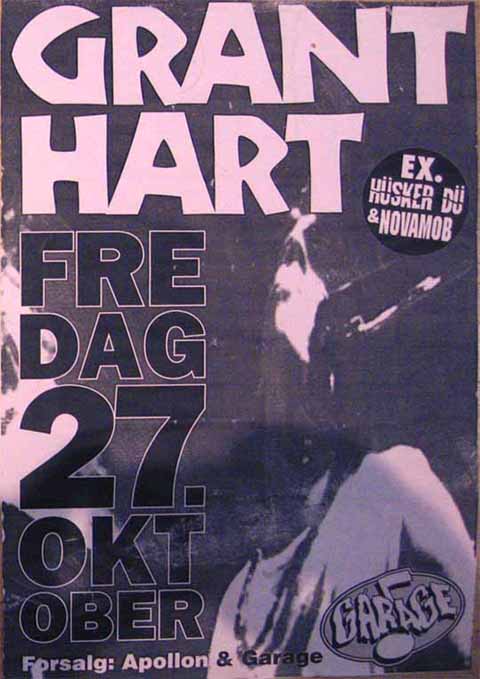 GRANT
HART
EX.
HÜSKER DÜ
& NOVAMOB
FRE
DAG
27.
OKT
OBER
GARAGE
Forsalg: Apollon & Garage